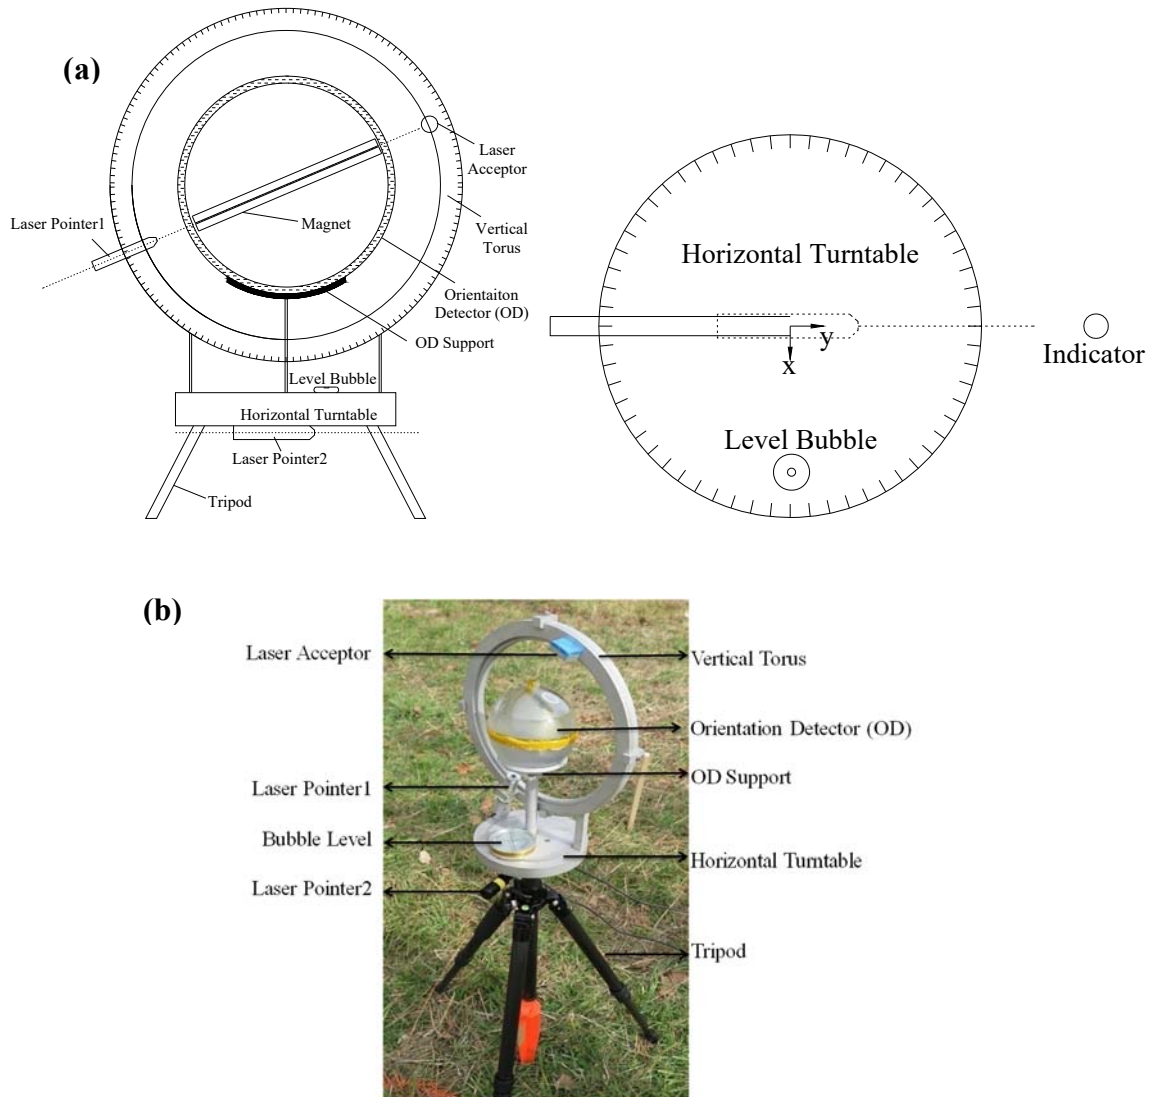 (a)
Laser
Acceptor
Laser Pointer1
Magnet
Vertical
Torus
Orientaiton
Detector (OD)
OD Support
Level Bubble
Horizontal Turntable
Laser Pointer2
Tripod
Horizontal Turntable
y
x
Indicator
Level Bubble
(b)
Laser Acceptor
Vertical Torus
Orientation Detector (OD)
OD Support
Laser Pointer1
Bubble Level
Horizontal Turntable
Laser Pointer2
Tripod